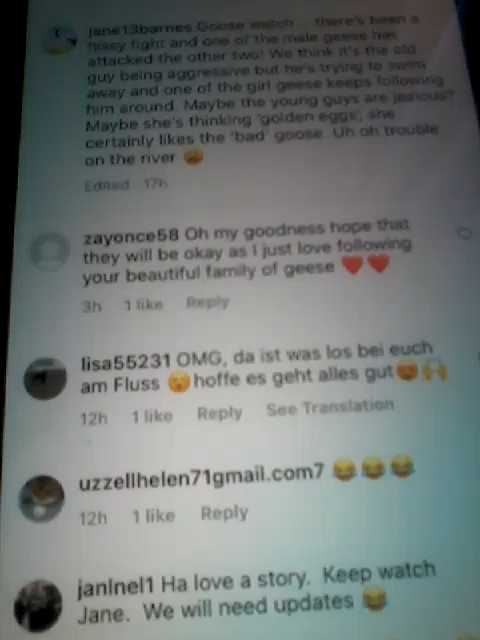 jane13barnes Goose watch ... there's been a
hissy fight and one of the male geese has
attacked the other two! We think it's the old
guy being aggressive but he's trying to swim
away and one of the girl geese keeps following
him around. Maybe the young guys are jealous?
Maybe she's thinking 'golden eggs', she
certainly likes the 'bad' goose. Uh oh trouble
on the river 😩
Edited 17h
zayonce58 Oh my goodness hope that
they will be okay as I just love following
your beautiful family of geese ❤️❤️
3h 1 like Reply
lisa55231 OMG, da ist was los bei euch
am Fluss 😯 hoffe es geht alles gut 😍🙌
12h 1 like Reply See Translation
uzzellhelen71gmail.com7 😂😂😂
12h 1 like Reply
janinel1 Ha love a story. Keep watch
Jane. We will need updates 😂